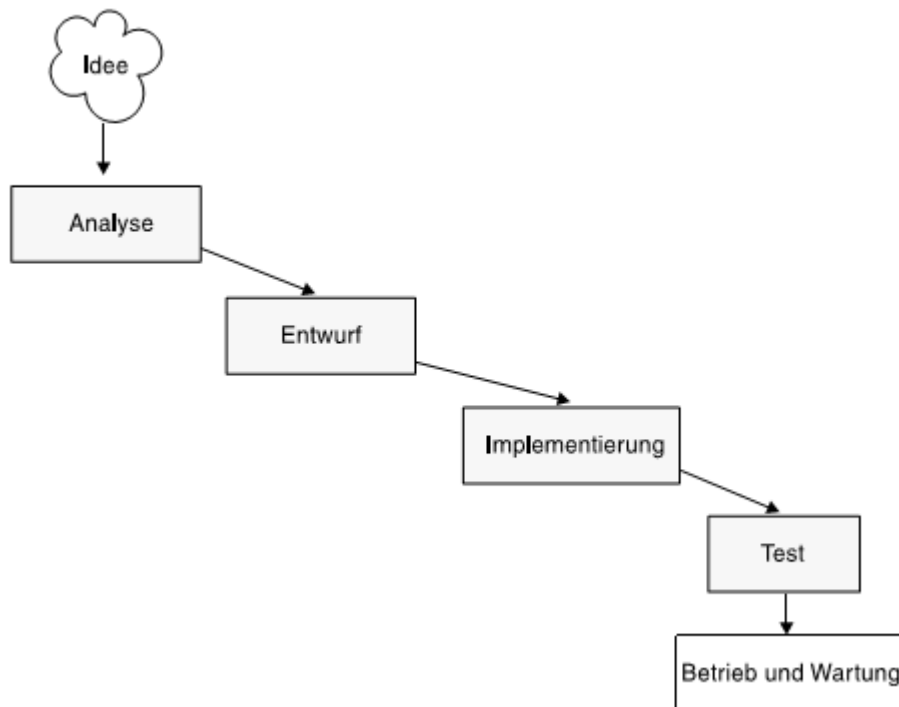 Idee
Analyse
Entwurf
Implementierung
Test
Betrieb und Wartung